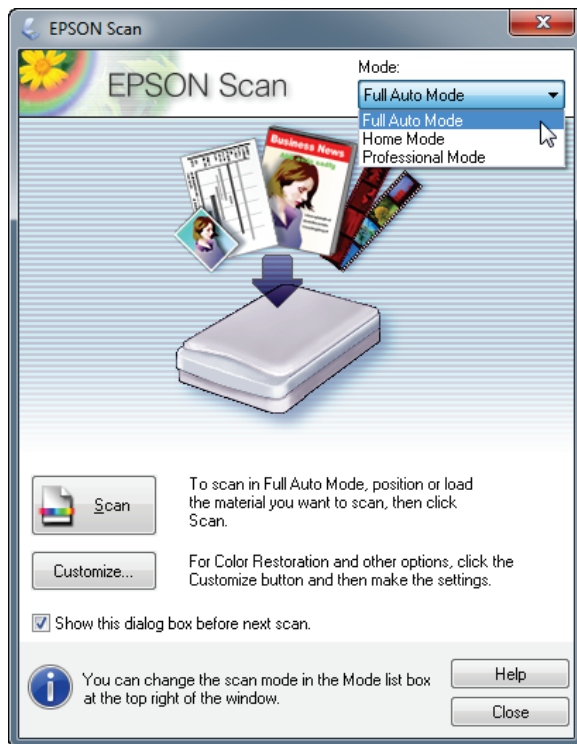 EPSON Scan
EPSON Scan
Mode:
Full Auto Mode
Full Auto Mode
Home Mode
Professional Mode
Business News
Scan
To scan in Full Auto Mode, position or load
the material you want to scan, then click
Scan.
Customize...
For Color Restoration and other options, click the
Customize button and then make the settings.
Show this dialog box before next scan.
You can change the scan mode in the Mode list box
at the top right of the window.
Help
Close